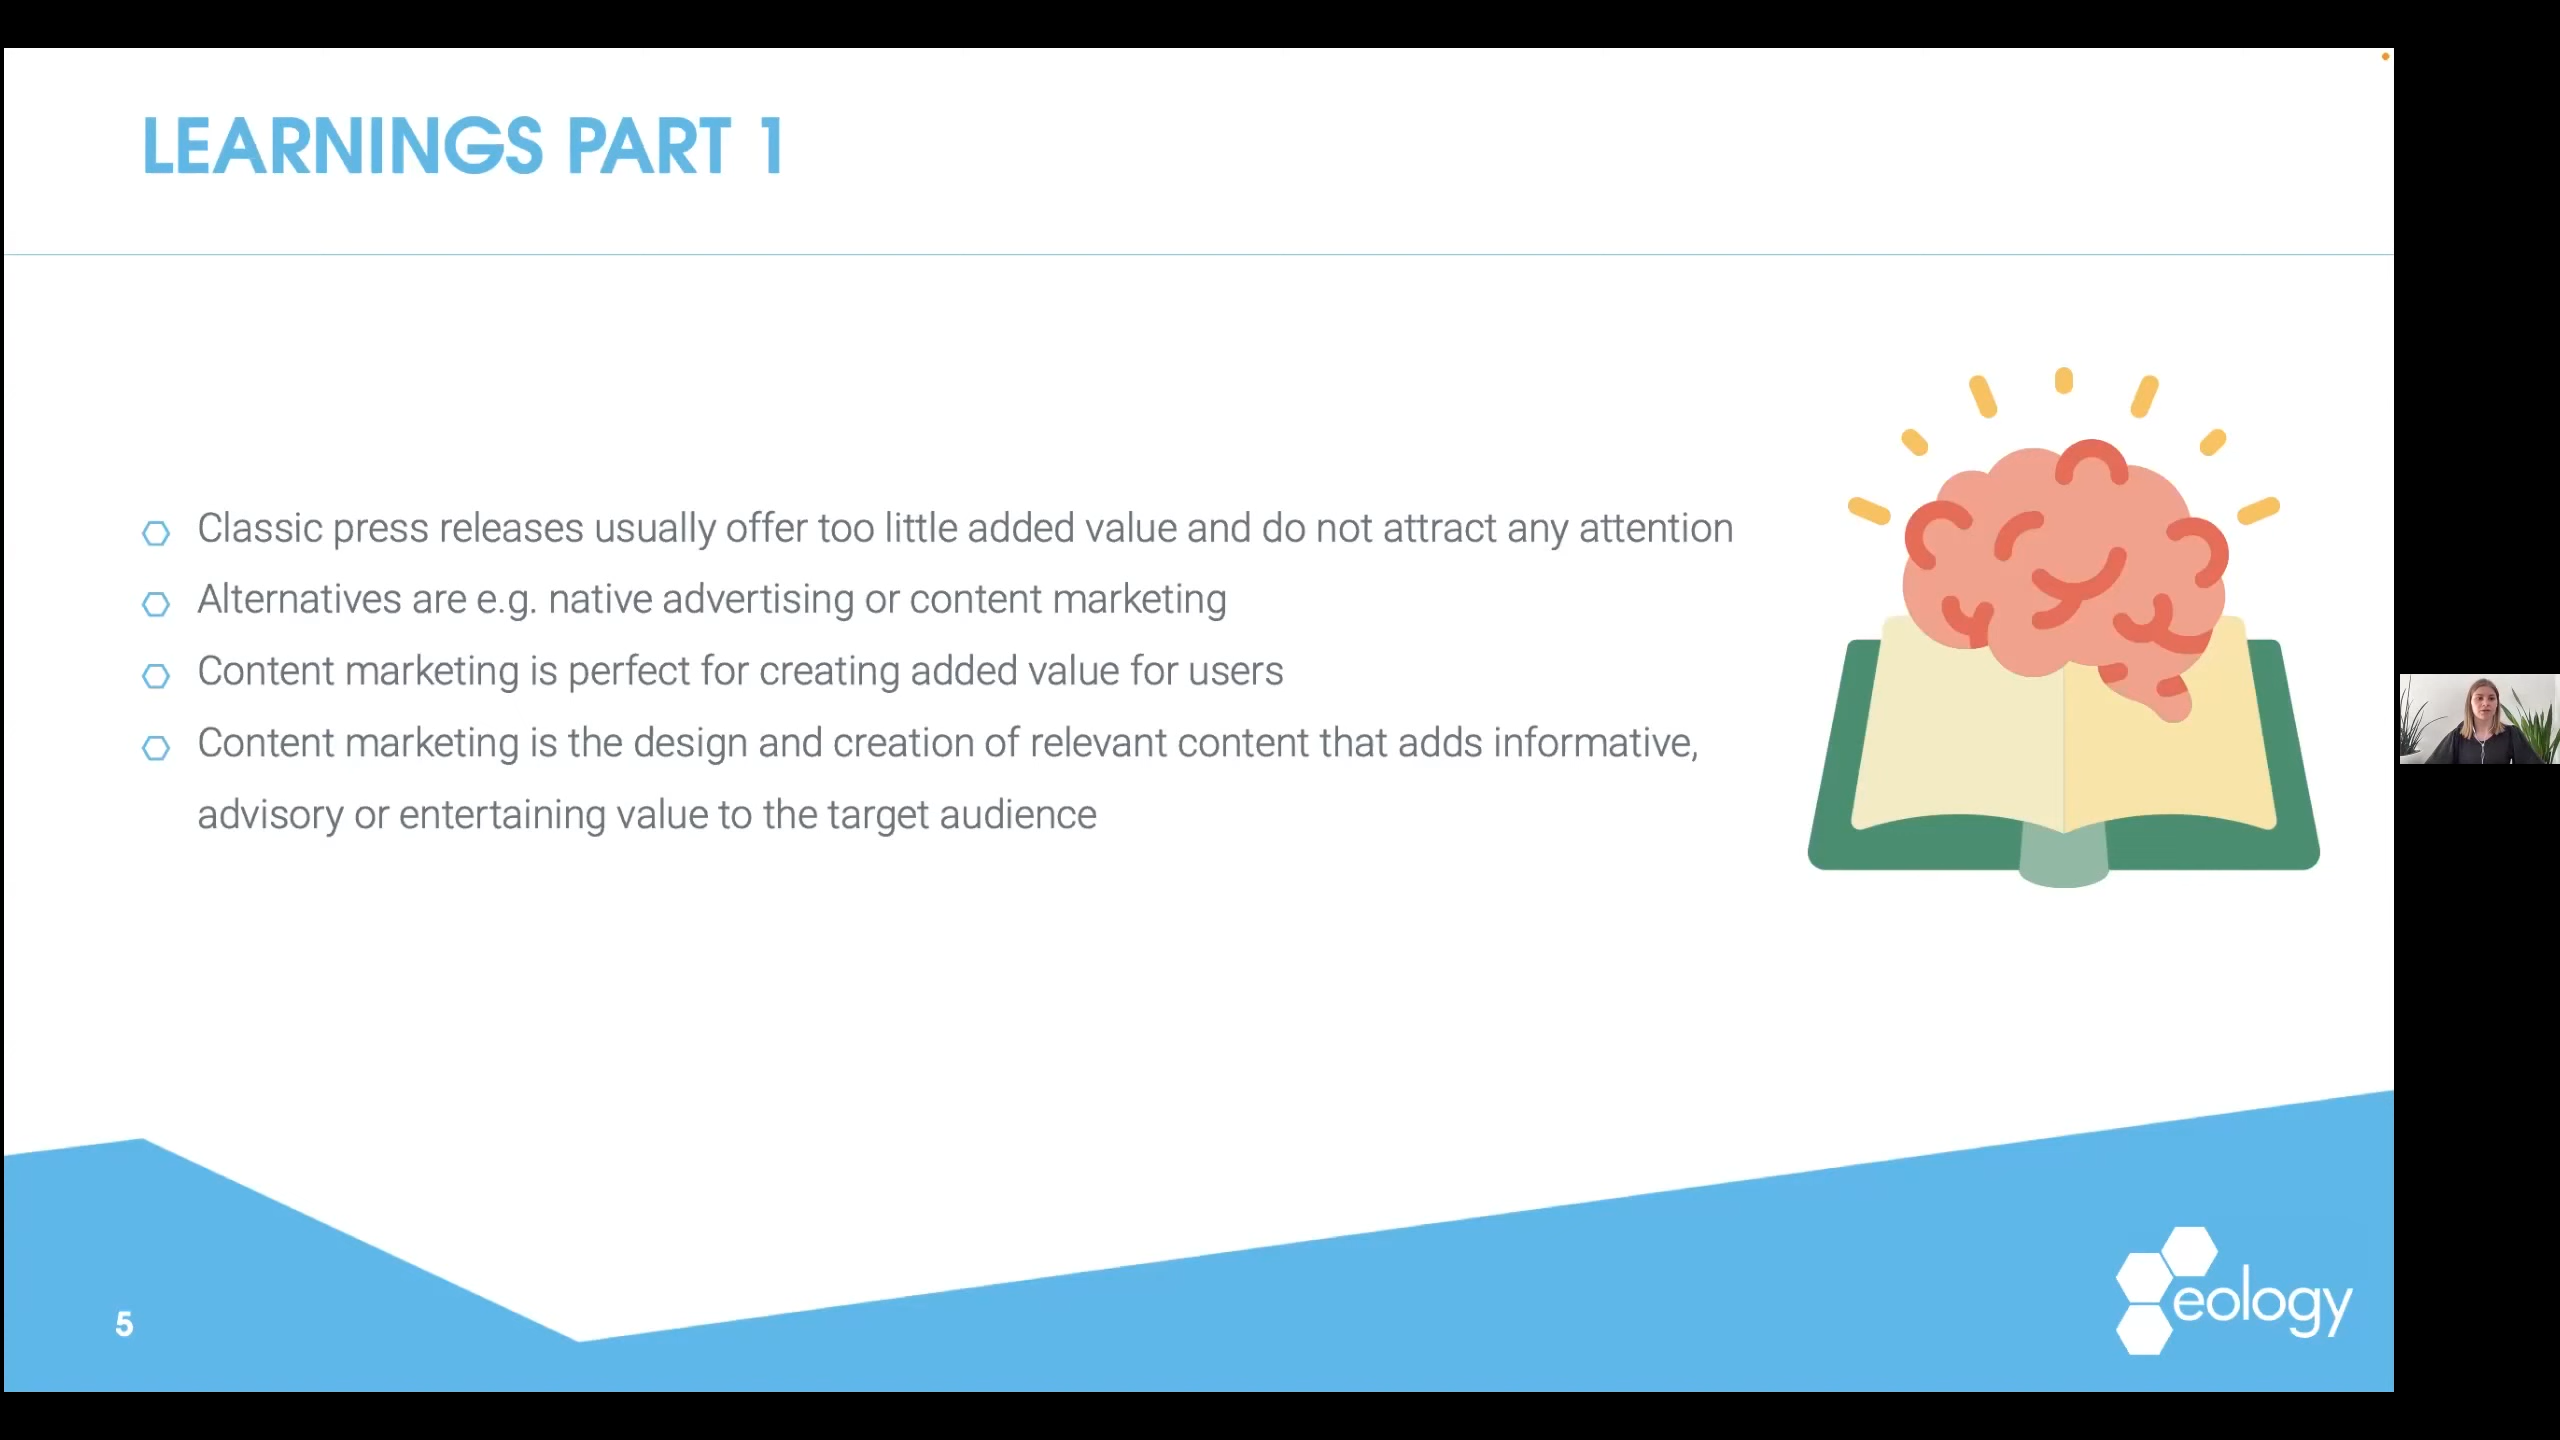 LEARNINGS PART 1
Classic press releases usually offer too little added value and do not attract any attention
Alternatives are e.g. native advertising or content marketing
Content marketing is perfect for creating added value for users
Content marketing is the design and creation of relevant content that adds informative,
advisory or entertaining value to the target audience
5
eology